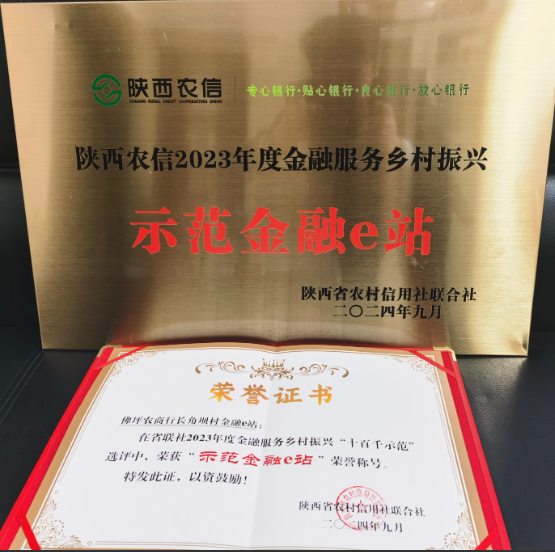 陕西农信
SHAANXI RURAL CREDIT COOPERATIVES UNION
专心银行·贴心银行·良心银行·放心银行
陕西农信2023年度金融服务乡村振兴
示范金融e站
陕西省农村信用社联合社
二〇二四年九月
荣誉证书
佛坪农商行长角坝村金融e站:
在省联社2023年度金融服务乡村振兴“十百千示范”
选评中,荣获“示范金融e站”荣誉称号。
特发此证,以资鼓励!
陕西省农村信用社联合社
二〇二四年九月